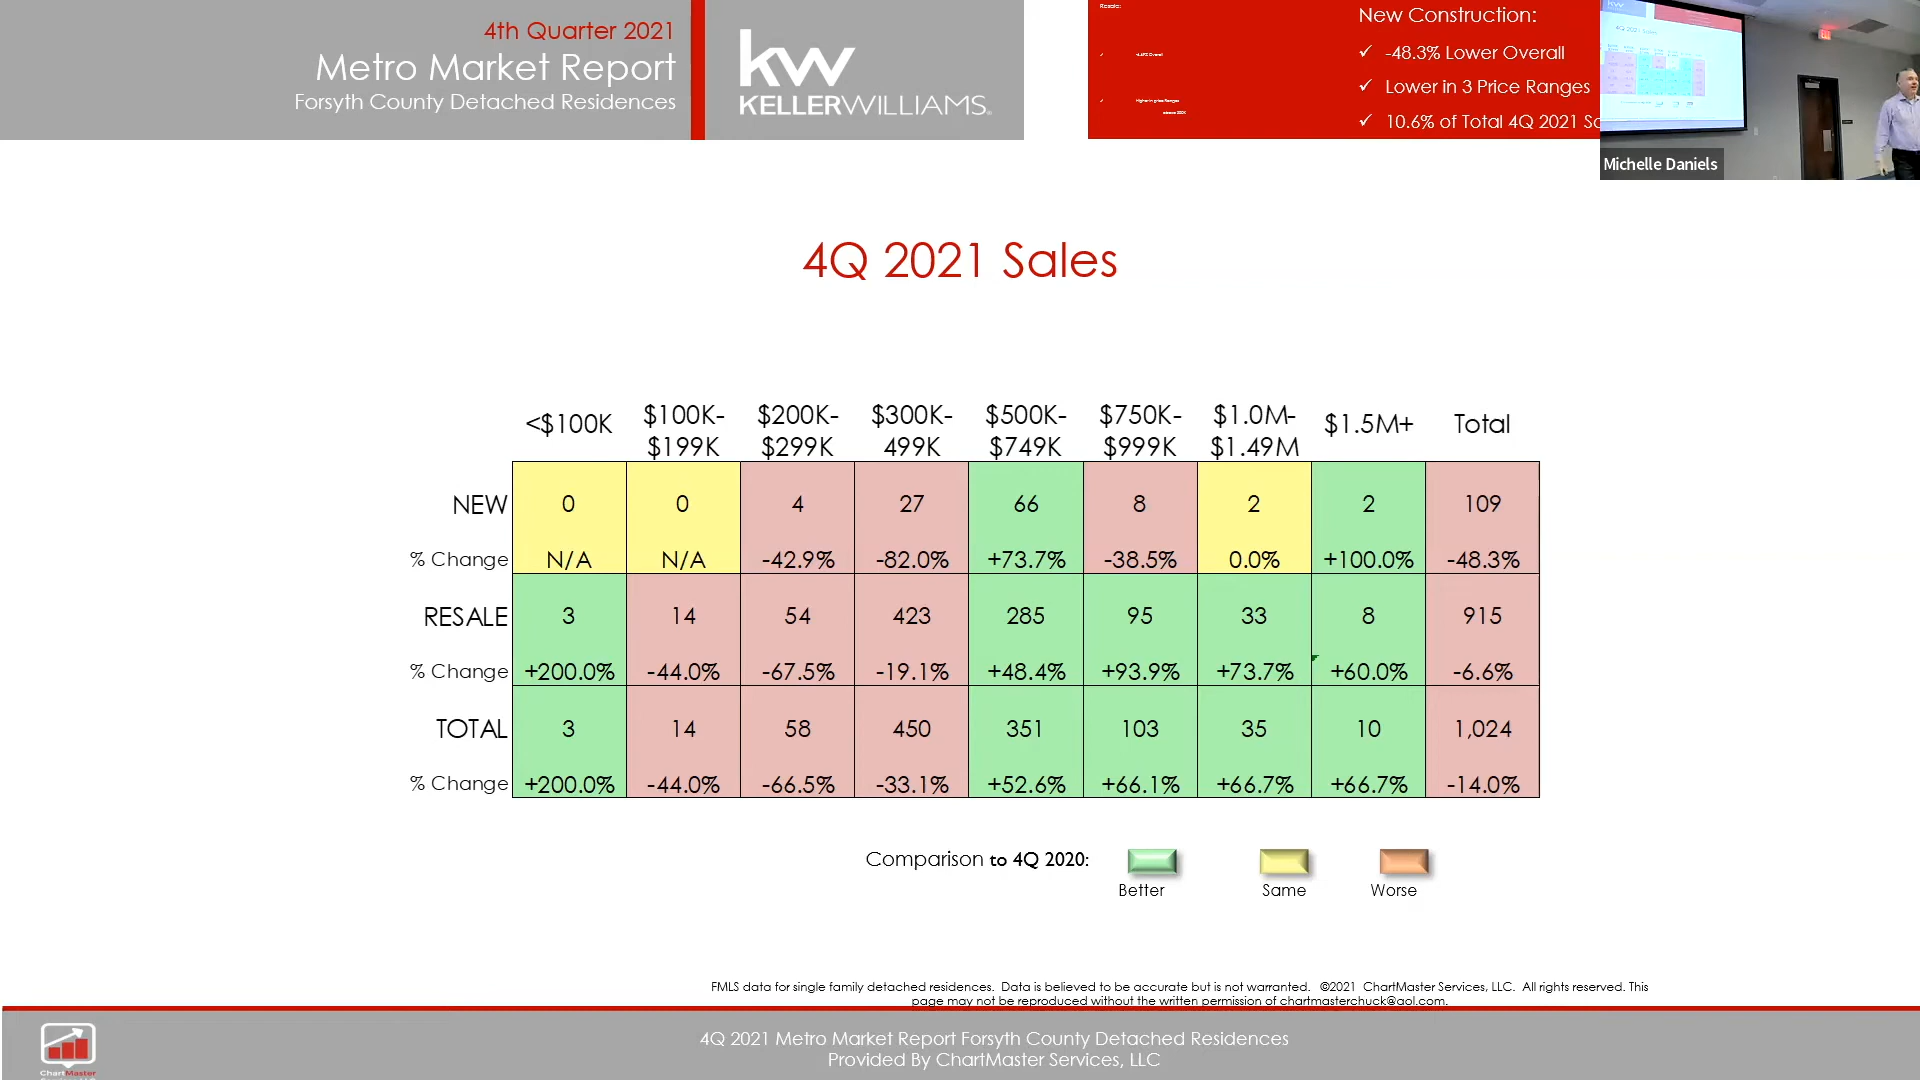 4th Quarter 2021
Metro Market Report
Forsyth County Detached Residences
kw
KELLERWILLIAMS.
Resale:
New Construction:
✓ -48.3% Lower Overall
✓ Lower in 3 Price Ranges
✓ 10.6% of Total 4Q 2021
Michelle Daniels
4Q 2021 Sales
<$100K $100K-$199K $200K-$299K $300K-499K $500K-$749K $750K-$999K $1.0M-$1.49M $1.5M+ Total
NEW 0 0 4 27 66 8 2 2 109
% Change N/A N/A -42.9% -82.0% +73.7% -38.5% 0.0% +100.0% -48.3%
RESALE 3 14 54 423 285 95 33 8 915
% Change +200.0% -44.0% -67.5% -19.1% +48.4% +93.9% +73.7% +60.0% -6.6%
TOTAL 3 14 58 450 351 103 35 10 1,024
% Change +200.0% -44.0% -66.5% -33.1% +52.6% +66.1% +66.7% +66.7% -14.0%
Comparison to 4Q 2020:
Better Same Worse
FMLS data for single family detached residences. Data is believed to be accurate but is not warranted. ©2021 ChartMaster Services, LLC. All rights reserved. This
page may not be reproduced without the written permission of chartmasterchuck@aol.com.
4Q 2021 Metro Market Report Forsyth County Detached Residences
Provided By ChartMaster Services, LLC
ChartMaster